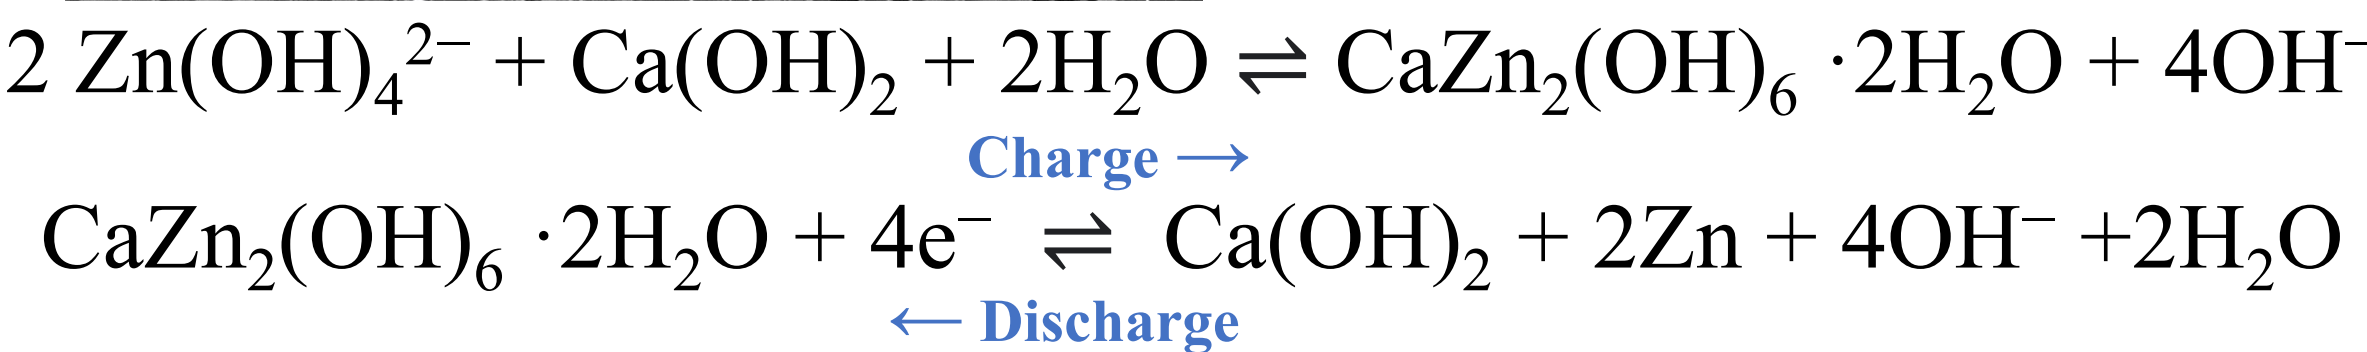 2 Zn(OH)₄²⁻ + Ca(OH)₂ + 2H₂O ⇌ CaZn₂(OH)₆ ·2H₂O + 4OH⁻
Charge →
CaZn₂(OH)₆ ·2H₂O + 4e⁻ ⇌ Ca(OH)₂ + 2Zn + 4OH⁻ +2H₂O
← Discharge